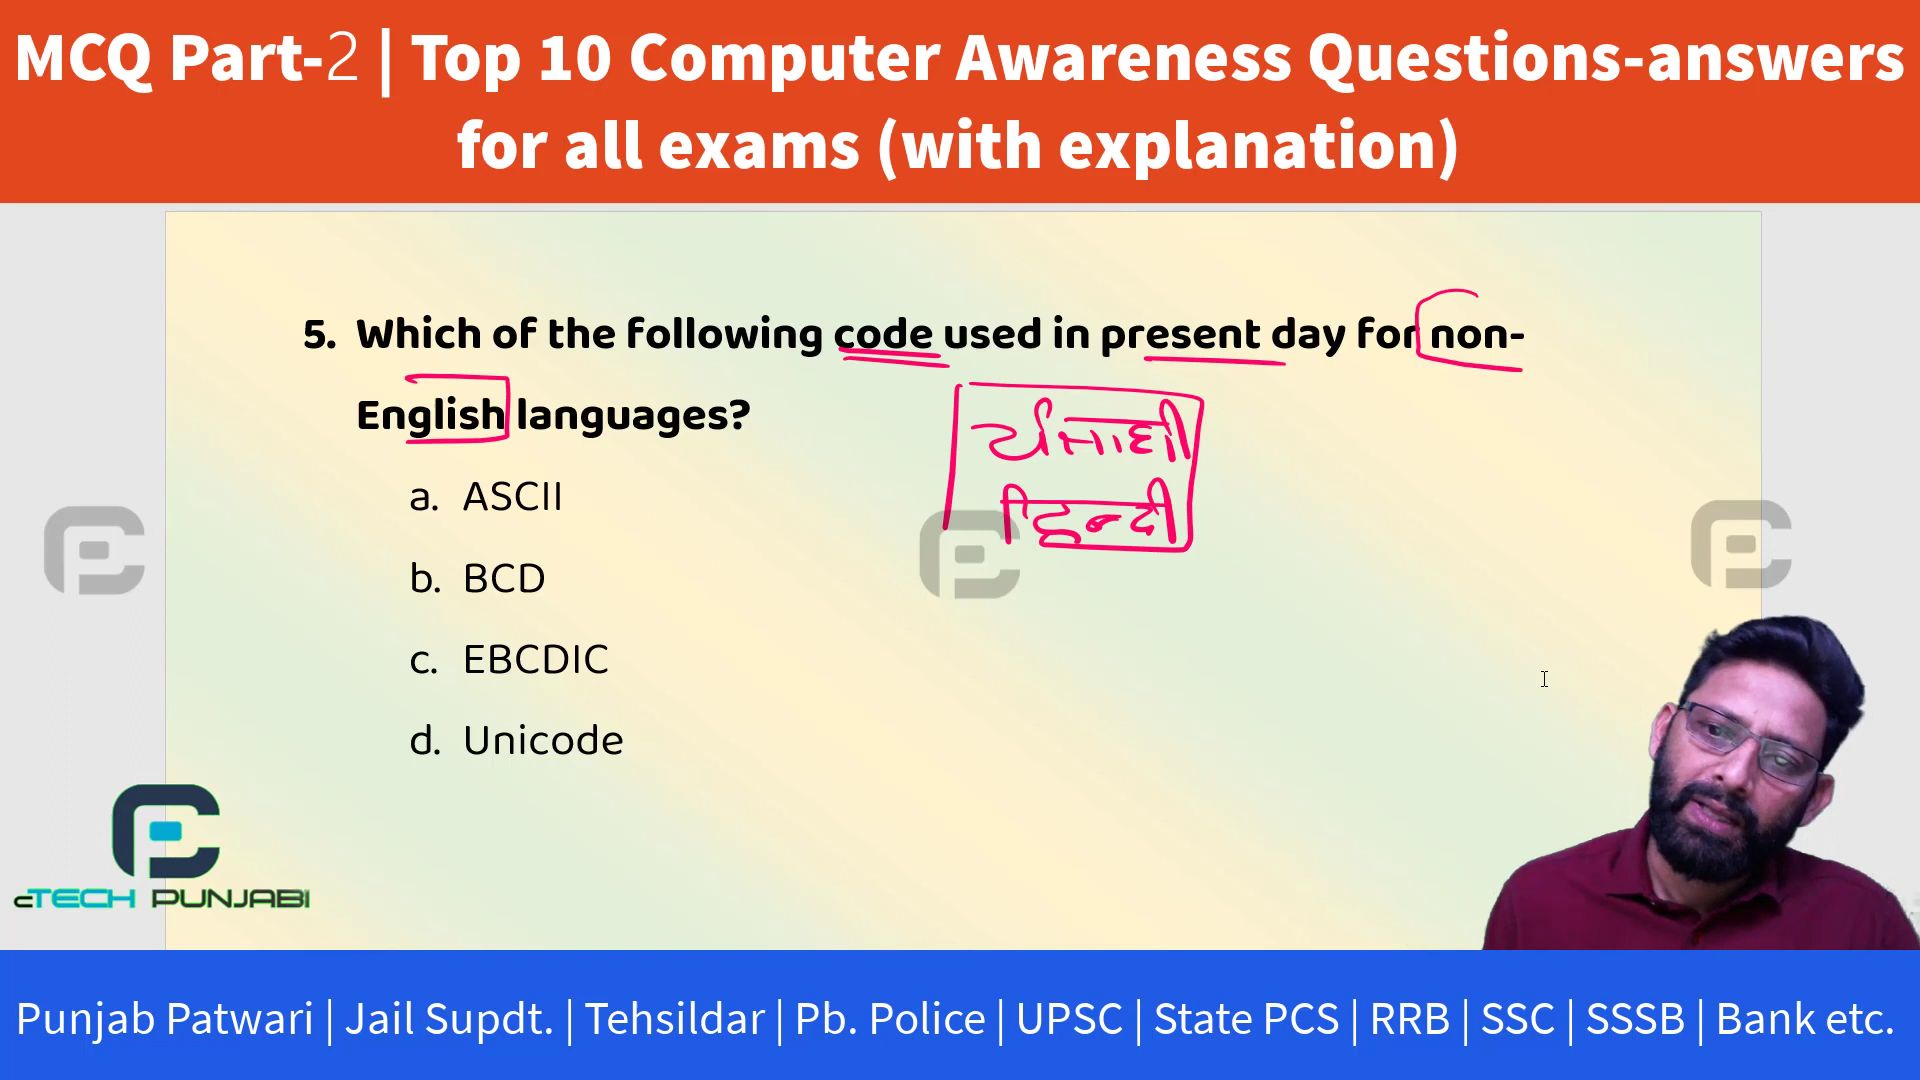 MCQ Part-2 | Top 10 Computer Awareness Questions-answers
for all exams (with explanation)
5. Which of the following code used in present day for non-
English languages?
ਪੰਜਾਬੀ
हिन्दी
a. ASCII
b. BCD
c. EBCDIC
d. Unicode
eTECH PUNJABI
Punjab Patwari | Jail Supdt. | Tehsildar | Pb. Police | UPSC | State PCS | RRB | SSC | SSSB | Bank etc.